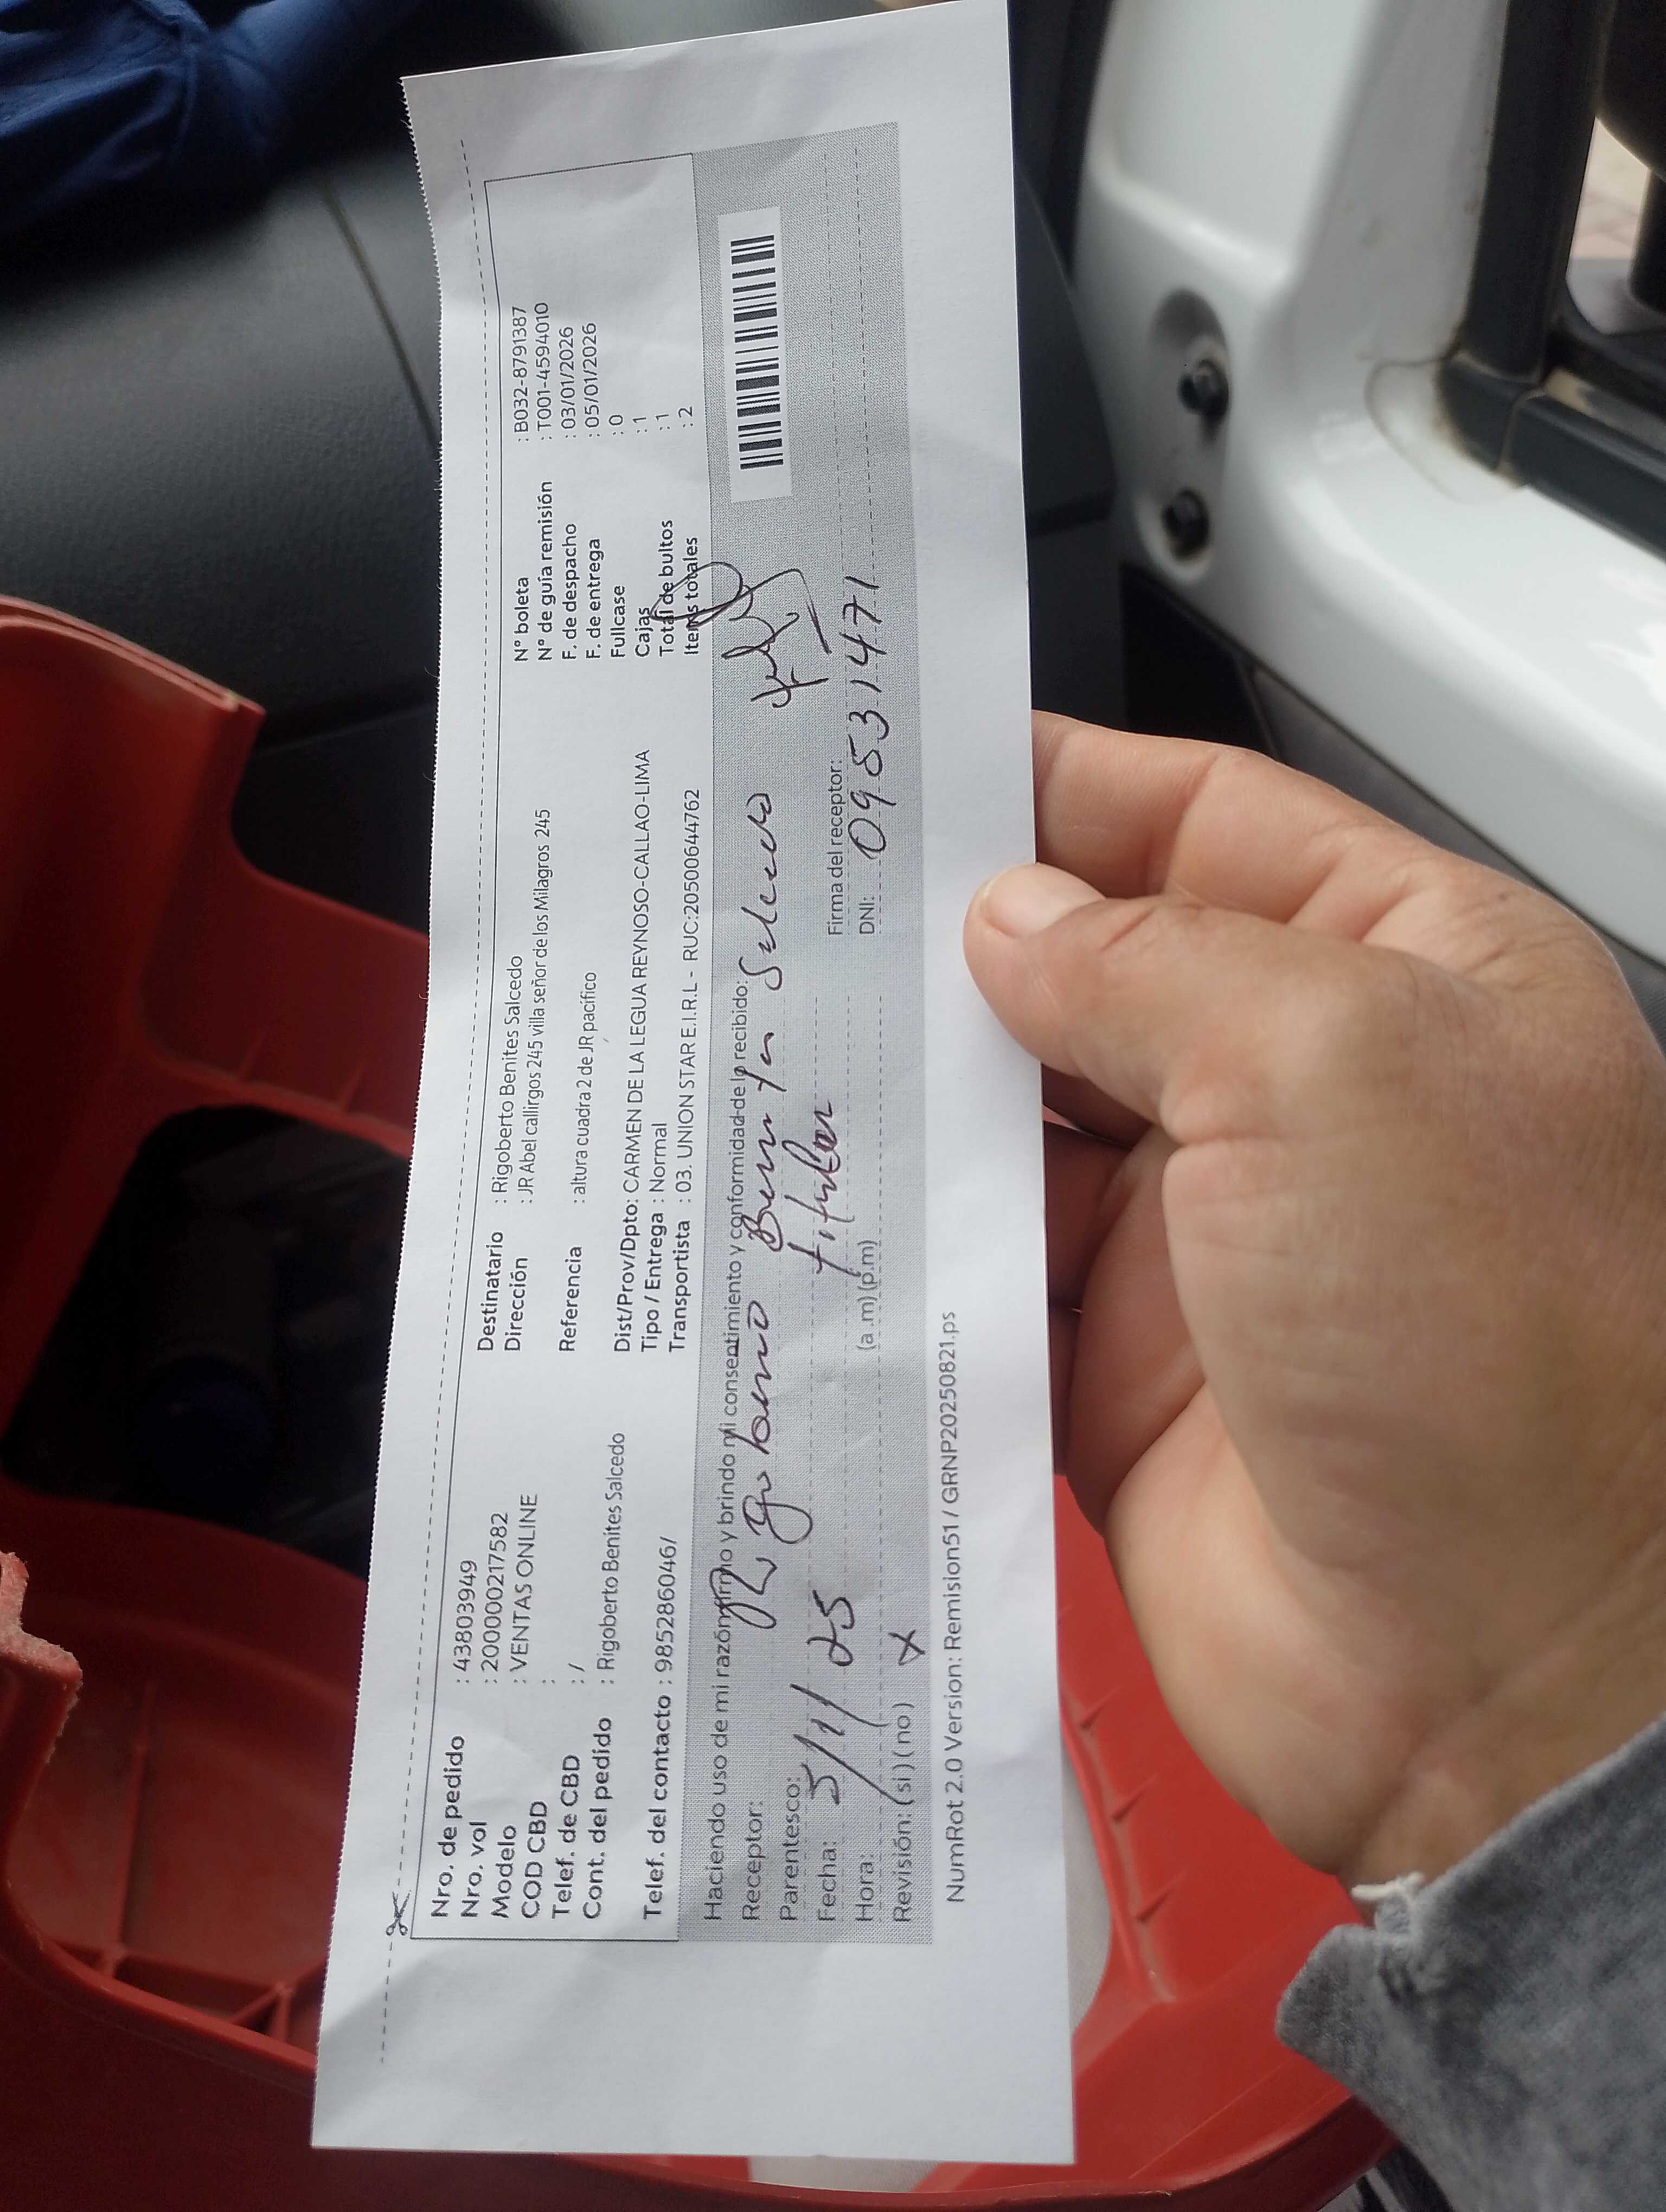 Nro. de pedido : 43803949
Nro. vol : 200000217582
Modelo : VENTAS ONLINE
COD CBD :
Telef. de CBD : /
Cont. del pedido : Rigoberto Benites Salcedo
Telef. del contacto : 985286046/
Destinatario : Rigoberto Benites Salcedo
Dirección : JR Abel callirgos 245 villa señor de los Milagros 245
Referencia : altura cuadra 2 de JR pacífico
Dist/Prov/Dpto: CARMEN DE LA LEGUA REYNOSO-CALLAO-LIMA
Tipo / Entrega : Normal
Transportista : 03. UNION STAR E.I.R.L - RUC:20500644762
N° boleta : B032-8791387
N° de guía remisión : T001-4594010
F. de despacho : 03/01/2026
F. de entrega : 05/01/2026
Fullcase : 0
Cajas : 1
Total de bultos : 1
Items totales : 2
Haciendo uso de mi razón firmo y brindo mi consentimiento y conformidad de lo recibido:
Receptor: Rigoberto Benites Salcedo
Parentesco: titular
Fecha: 5/1/
Hora: (a.m) (p.m)
Revisión: (si) (no) x
Firma del receptor:
DNI: 09531471
NumRot 2.0 Version: Remision51 / GRNP20250821.ps